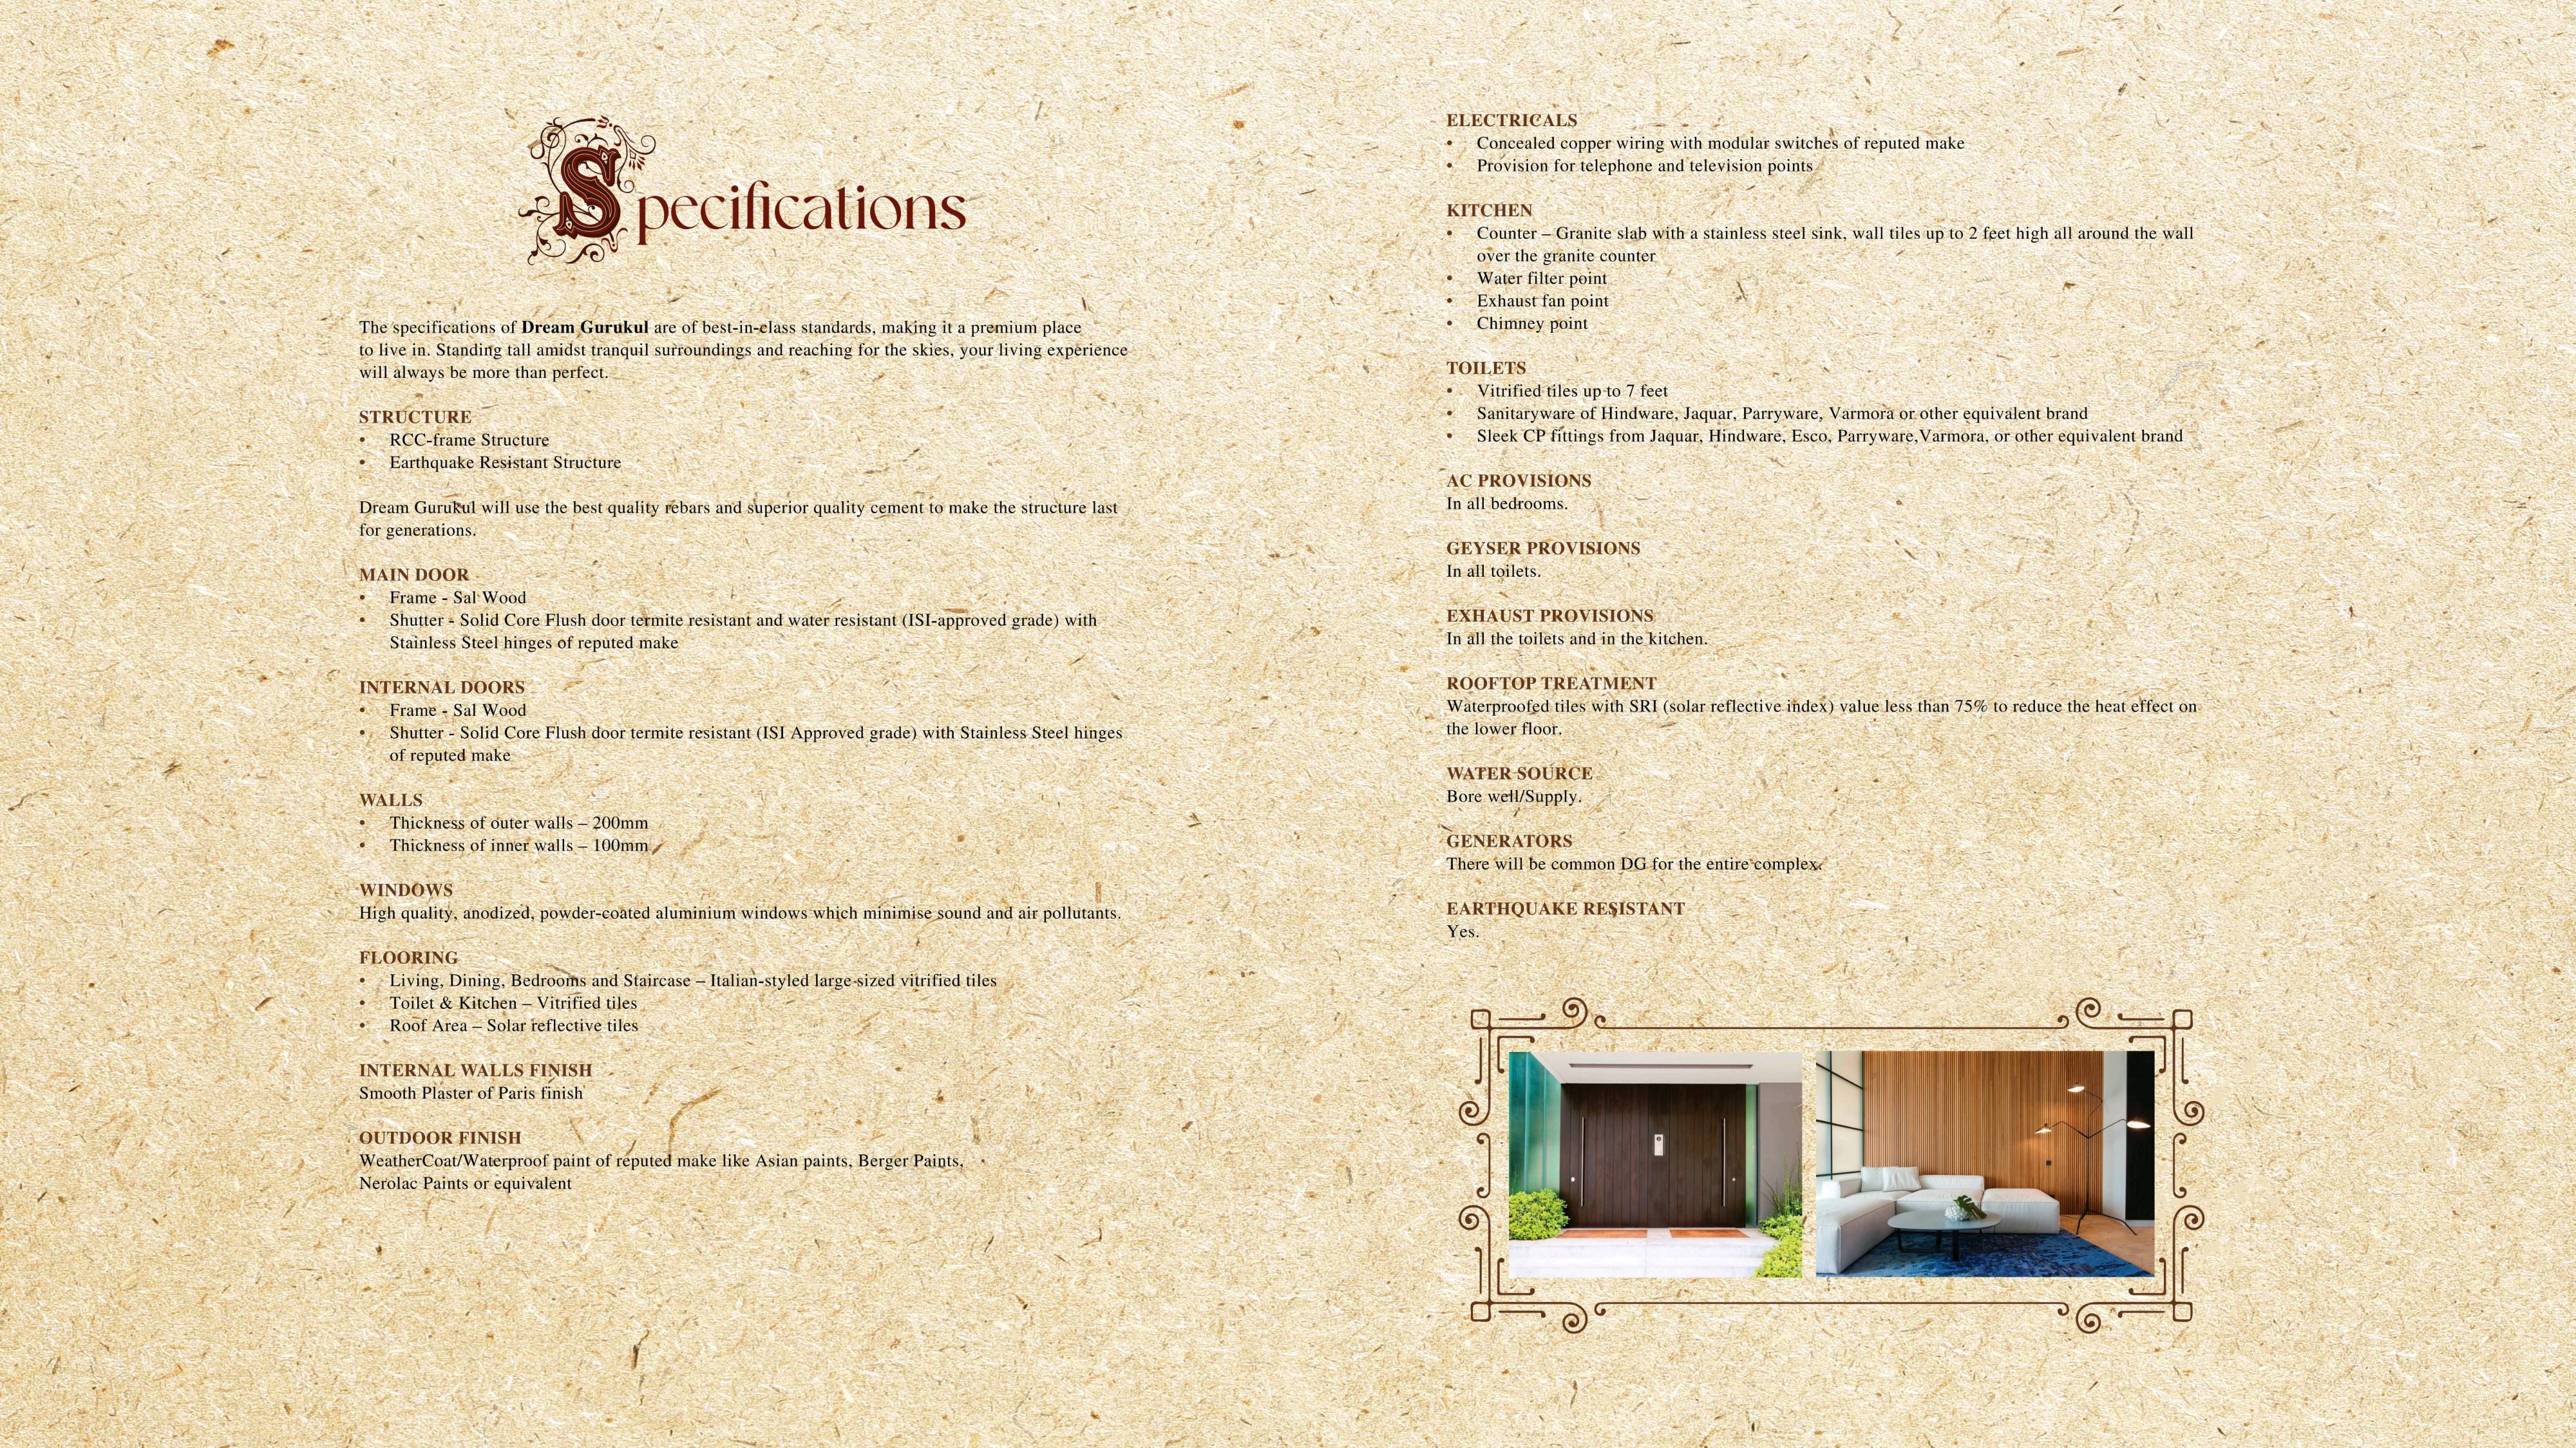 Specifications
The specifications of Dream Gurukul are of best-in-class standards, making it a premium place
to live in. Standing tall amidst tranquil surroundings and reaching for the skies, your living experience
will always be more than perfect.
STRUCTURE
• RCC-frame Structure
• Earthquake Resistant Structure
Dream Gurukul will use the best quality rebars and superior quality cement to make the structure last
for generations.
MAIN DOOR
• Frame - Sal Wood
• Shutter - Solid Core Flush door termite resistant and water resistant (ISI-approved grade) with
Stainless Steel hinges of reputed make
INTERNAL DOORS
• Frame - Sal Wood
• Shutter - Solid Core Flush door termite resistant (ISI Approved grade) with Stainless Steel hinges
of reputed make
WALLS
• Thickness of outer walls – 200mm
• Thickness of inner walls – 100mm
WINDOWS
High quality, anodized, powder-coated aluminium windows which minimise sound and air pollutants.
FLOORING
• Living, Dining, Bedrooms and Staircase – Italian-styled large-sized vitrified tiles
• Toilet & Kitchen – Vitrified tiles
• Roof Area – Solar reflective tiles
INTERNAL WALLS FINISH
Smooth Plaster of Paris finish
OUTDOOR FINISH
WeatherCoat/Waterproof paint of reputed make like Asian paints, Berger Paints,
Nerolac Paints or equivalent
ELECTRICALS
• Concealed copper wiring with modular switches of reputed make
• Provision for telephone and television points
KITCHEN
• Counter – Granite slab with a stainless steel sink, wall tiles up to 2 feet high all around the wall
over the granite counter
• Water filter point
• Exhaust fan point
• Chimney point
TOILETS
• Vitrified tiles up to 7 feet
• Sanitaryware of Hindware, Jaquar, Parryware, Varmora or other equivalent brand
• Sleek CP fittings from Jaquar, Hindware, Esco, Parryware,Varmora, or other equivalent brand
AC PROVISIONS
In all bedrooms.
GEYSER PROVISIONS
In all toilets.
EXHAUST PROVISIONS
In all the toilets and in the kitchen.
ROOFTOP TREATMENT
Waterproofed tiles with SRI (solar reflective index) value less than 75% to reduce the heat effect on
the lower floor.
WATER SOURCE
Bore well/Supply.
GENERATORS
There will be common DG for the entire complex.
EARTHQUAKE RESISTANT
Yes.